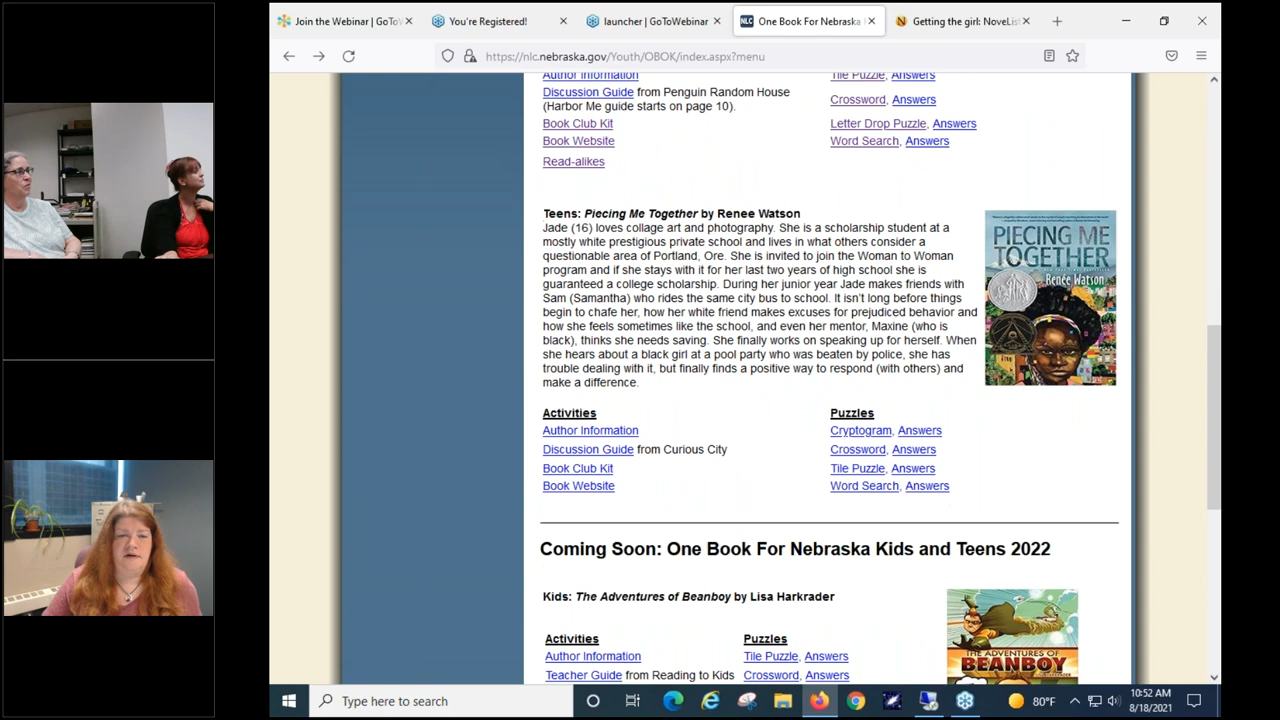 Join the Webinar | GoToW
You're Registered!
launcher | GoToWebinar
NLC One Book For Nebraska K
N Getting the girl: NoveList
https://nlc.nebraska.gov/Youth/OBOK/index.aspx?menu
Author Information
Tile Puzzle, Answers
Discussion Guide from Penguin Random House
(Harbor Me guide starts on page 10).
Crossword, Answers
Book Club Kit
Letter Drop Puzzle, Answers
Book Website
Word Search, Answers
Read-alikes
Teens: Piecing Me Together by Renee Watson
Jade (16) loves collage art and photography. She is a scholarship student at a
mostly white prestigious private school and lives in what others consider a
questionable area of Portland, Ore. She is invited to join the Woman to Woman
program and if she stays with it for her last two years of high school she is
guaranteed a college scholarship. During her junior year Jade makes friends with
Sam (Samantha) who rides the same city bus to school. It isn't long before things
begin to chafe her, how her white friend makes excuses for prejudiced behavior and
how she feels sometimes like the school, and even her mentor, Maxine (who is
black), thinks she needs saving. She finally works on speaking up for herself. When
she hears about a black girl at a pool party who was beaten by police, she has
trouble dealing with it, but finally finds a positive way to respond (with others) and
make a difference.
PIECING ME
TOGETHER
Renée Watson
Activities
Puzzles
Author Information
Cryptogram, Answers
Discussion Guide from Curious City
Crossword, Answers
Book Club Kit
Tile Puzzle, Answers
Book Website
Word Search, Answers
Coming Soon: One Book For Nebraska Kids and Teens 2022
Kids: The Adventures of Beanboy by Lisa Harkrader
THE ADVENTURES OF
BEANBOY
Activities
Puzzles
Author Information
Tile Puzzle, Answers
Teacher Guide from Reading to Kids
Crossword, Answers
Type here to search
80°F
10:52 AM
8/18/2021